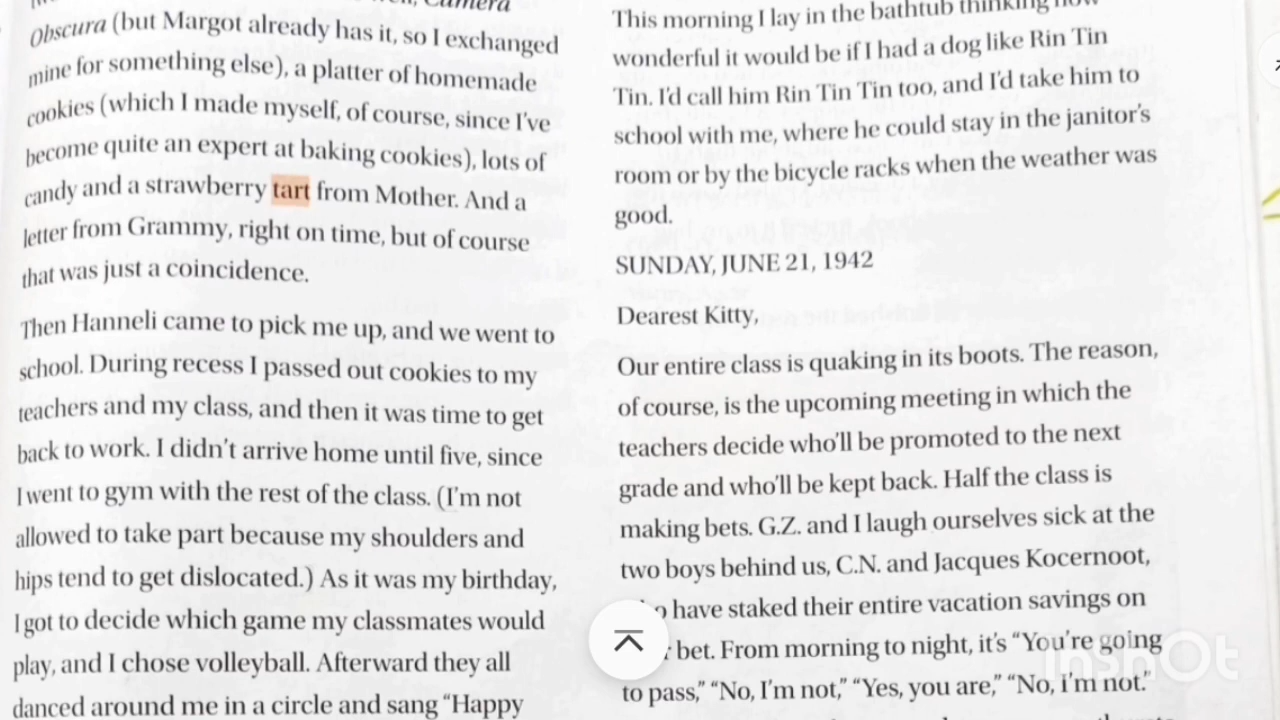 Camera
Obscura (but Margot already has it, so I exchanged
mine for something else), a platter of homemade
cookies (which I made myself, of course, since I've
become quite an expert at baking cookies), lots of
candy and a strawberry tart from Mother. And a
letter from Grammy, right on time, but of course
that was just a coincidence.
Then Hanneli came to pick me up, and we went to
school. During recess I passed out cookies to my
teachers and my class, and then it was time to get
back to work. I didn't arrive home until five, since
I went to gym with the rest of the class. (I'm not
allowed to take part because my shoulders and
hips tend to get dislocated.) As it was my birthday,
I got to decide which game my classmates would
play, and I chose volleyball. Afterward they all
danced around me in a circle and sang “Happy
This morning I lay in the bathtub thinking how
wonderful it would be if I had a dog like Rin Tin
Tin. I'd call him Rin Tin Tin too, and I'd take him to
school with me, where he could stay in the janitor's
room or by the bicycle racks when the weather was
good.
SUNDAY, JUNE 21, 1942
Dearest Kitty,
Our entire class is quaking in its boots. The reason,
of course, is the upcoming meeting in which the
teachers decide who'll be promoted to the next
grade and who'll be kept back. Half the class is
making bets. G.Z. and I laugh ourselves sick at the
two boys behind us, C.N. and Jacques Kocernoot,
have staked their entire vacation savings on
bet. From morning to night, it's “You're going
to pass,” “No, I'm not,” “Yes, you are,” “No, I'm not.”
InShOt